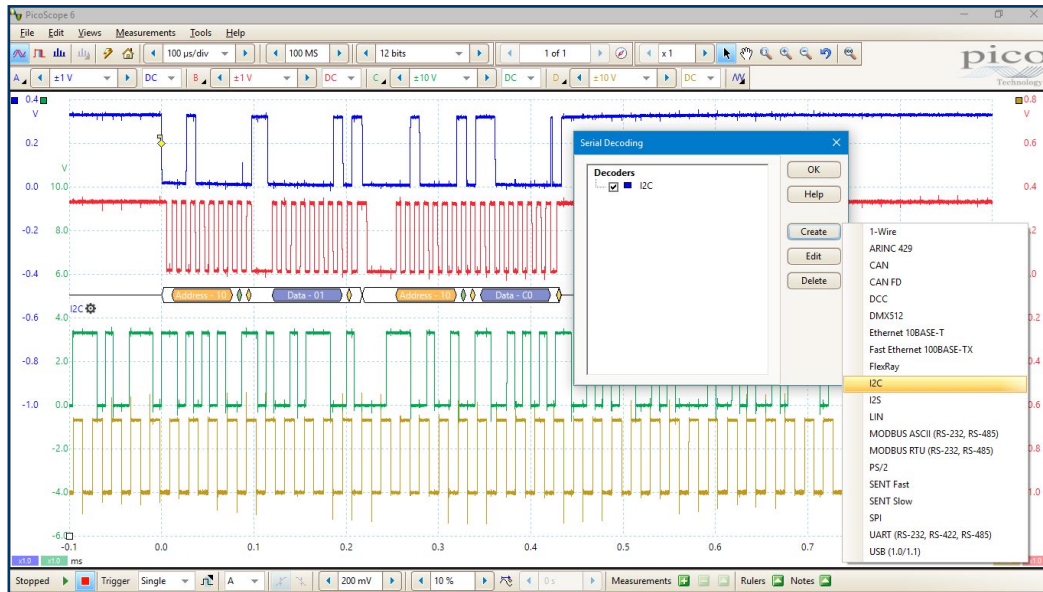 PicoScope 6
File Edit Views Measurements Tools Help
100 µs/div 100 MS 12 bits 1 of 1 x 1
A ±1 V DC B ±1 V DC C ±10 V DC D ±10 V DC
pico
Technology
0.4
V
0.2
0.0
-0.2
-0.4
-0.6
-0.8
-1.0
V
10.0
8.0
6.0
4.0
2.0
0.0
-2.0
-4.0
-6.0
0.8
V
0.6
0.4
Address - 10 Data - 01 Address - 10 Data - C0
I2C
Serial Decoding
Decoders
I2C
OK
Help
Create
Edit
Delete
1-Wire
ARINC 429
CAN
CAN FD
DCC
DMX512
Ethernet 10BASE-T
Fast Ethernet 100BASE-TX
FlexRay
I2C
I2S
LIN
MODBUS ASCII (RS-232, RS-485)
MODBUS RTU (RS-232, RS-485)
PS/2
SENT Fast
SENT Slow
SPI
UART (RS-232, RS-422, RS-485)
USB (1.0/1.1)
-0.1 0.0 0.1 0.2 0.3 0.4 0.5 0.6 0.7
x1.0 x1.0 ms
Stopped Trigger Single A 200 mV 10 % 0 s Measurements Rulers Notes